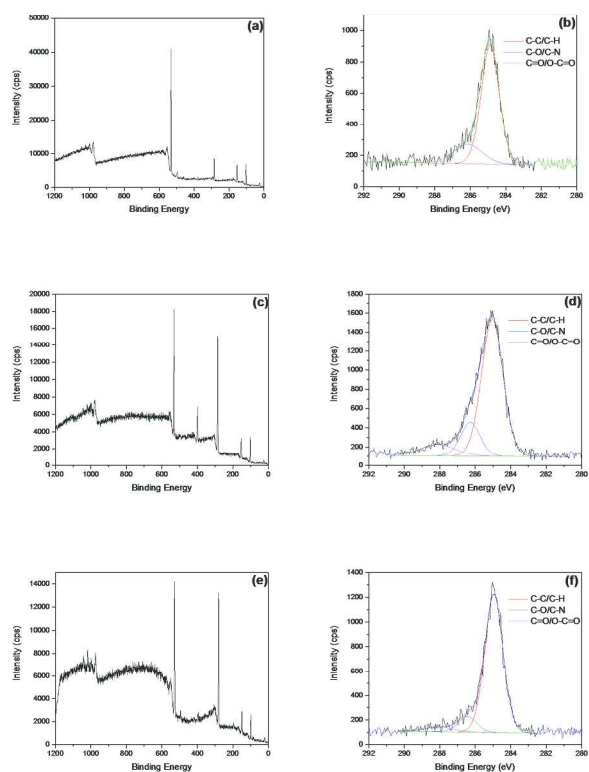 (a)
50000
40000
30000
20000
10000
0
Intensity (cps)
1200 1000 800 600 400 200 0
Binding Energy
(b)
C-C/C-H
C-O/C-N
C=O/O-C=O
1000
800
600
400
200
0
Intensity (cps)
292 290 288 286 284 282 280
Binding Energy (eV)
(c)
20000
18000
16000
14000
12000
10000
8000
6000
4000
2000
0
Intensity (cps)
1200 1000 800 600 400 200 0
Binding Energy
(d)
C-C/C-H
C-O/C-N
C=O/O-C=O
1800
1600
1400
1200
1000
800
600
400
200
0
Intensity (cps)
292 290 288 286 284 282 280
Binding Energy (eV)
(e)
14000
12000
10000
8000
6000
4000
2000
0
Intensity (cps)
1200 1000 800 600 400 200 0
Binding Energy
(f)
C-C/C-H
C-O/C-N
C=O/O-C=O
1400
1200
1000
800
600
400
200
0
Intensity (cps)
292 290 288 286 284 282 280
Binding Energy (eV)